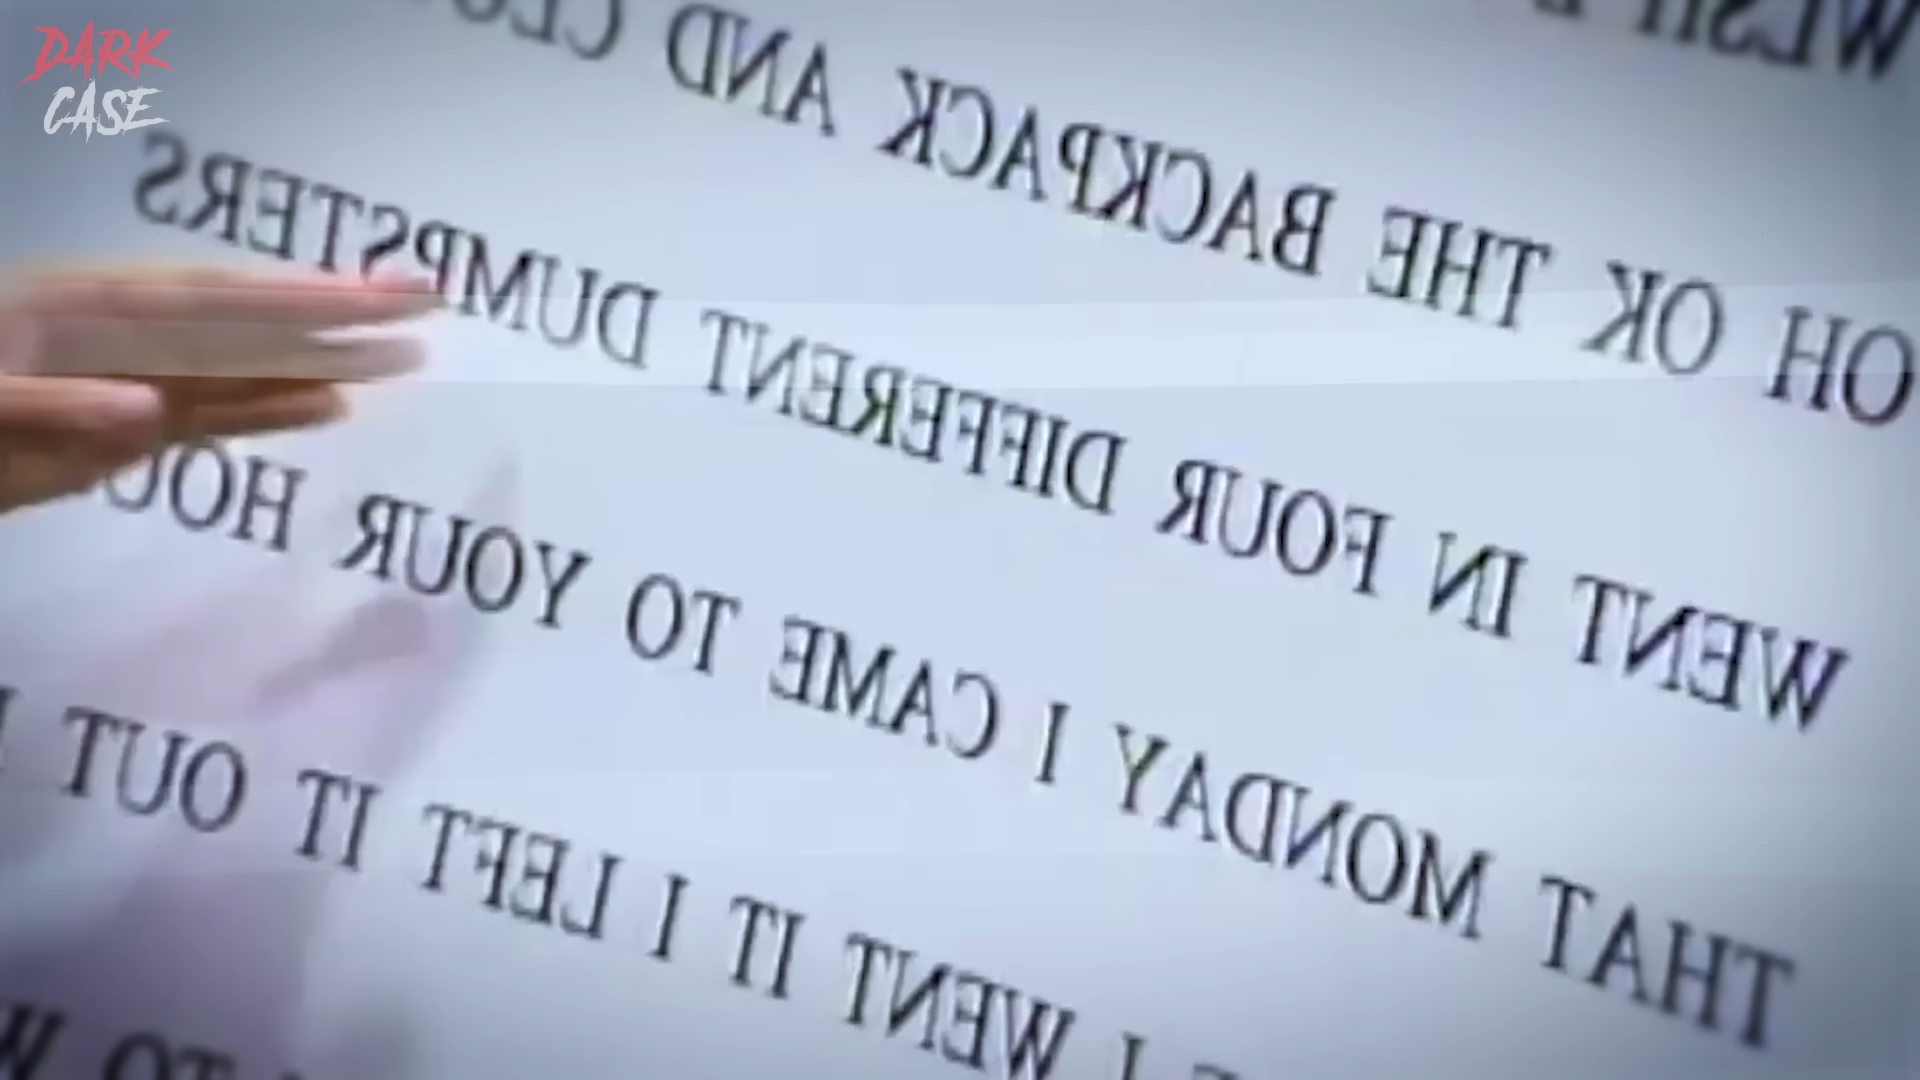 DARK
CASE
OH OK THE BACKPACK AND
WENT IN FOUR DIFFERENT DUMPSTERS
THAT MONDAY I CAME TO YOUR
I WENT IT I LEFT IT OUT
TO